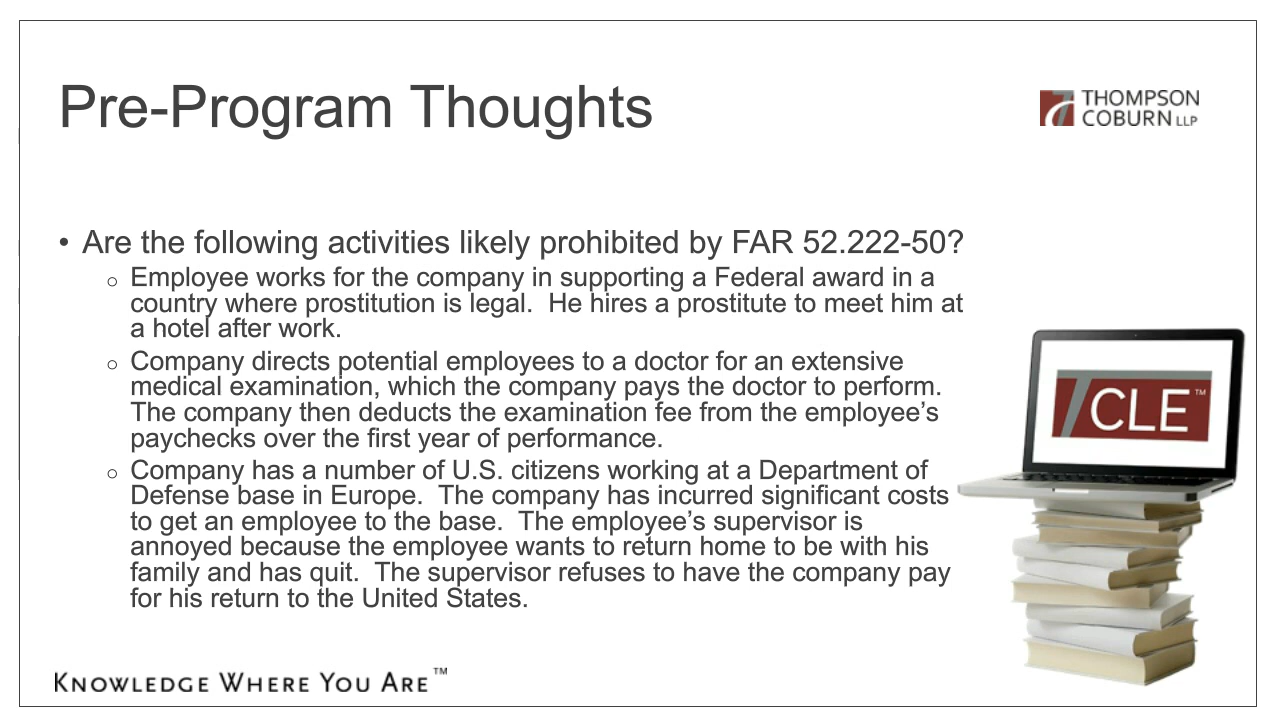 Pre-Program Thoughts
THOMPSON
COBURN LLP
• Are the following activities likely prohibited by FAR 52.222-50?
○ Employee works for the company in supporting a Federal award in a
country where prostitution is legal.  He hires a prostitute to meet him at
a hotel after work.
○ Company directs potential employees to a doctor for an extensive
medical examination, which the company pays the doctor to perform.
The company then deducts the examination fee from the employee’s
paychecks over the first year of performance.
○ Company has a number of U.S. citizens working at a Department of
Defense base in Europe.  The company has incurred significant costs
to get an employee to the base.  The employee’s supervisor is
annoyed because the employee wants to return home to be with his
family and has quit.  The supervisor refuses to have the company pay
for his return to the United States.
CLE™
KNOWLEDGE WHERE YOU ARE™